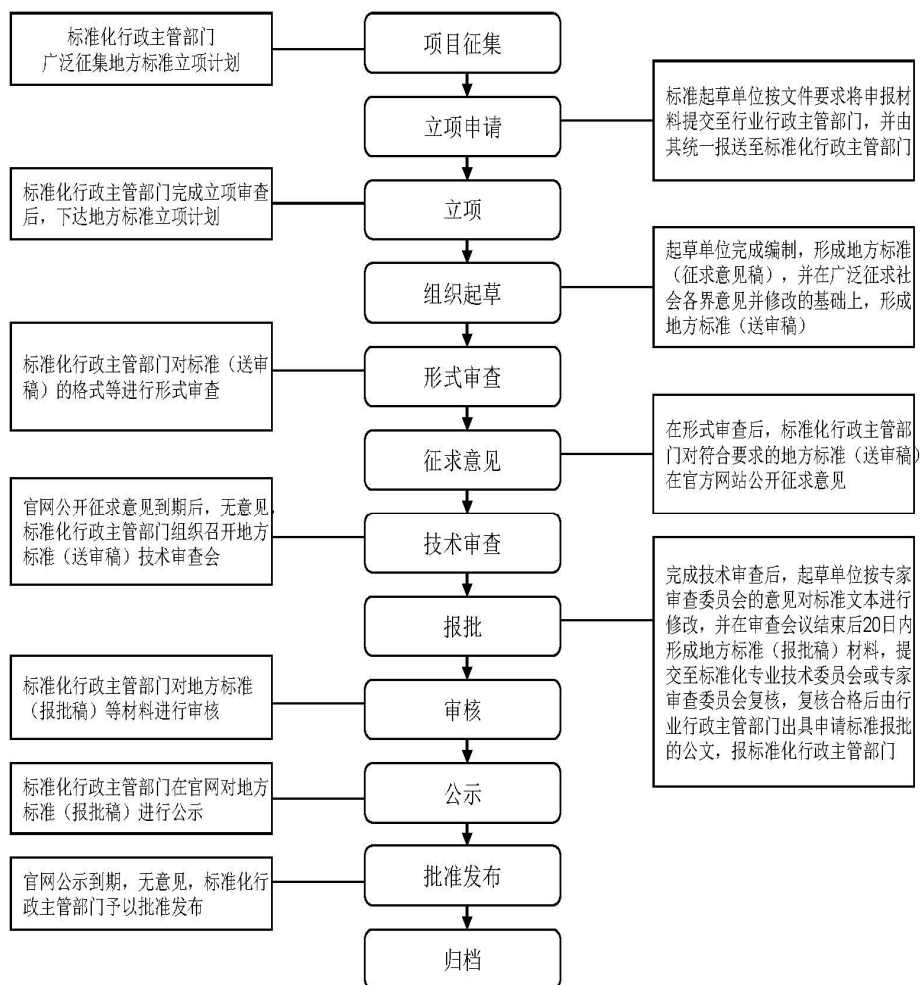 标准化行政主管部门
广泛征集地方标准立项计划
项目征集
立项申请
标准起草单位按文件要求将申报材
料提交至行业行政主管部门，并由
其统一报送至标准化行政主管部门
标准化行政主管部门完成立项审查
后，下达地方标准立项计划
立项
组织起草
起草单位完成编制，形成地方标准
（征求意见稿），并在广泛征求社
会各界意见并修改的基础上，形成
地方标准（送审稿）
标准化行政主管部门对标准（送审
稿）的格式等进行形式审查
形式审查
征求意见
在形式审查后，标准化行政主管部
门对符合要求的地方标准（送审稿）
在官方网站公开征求意见
官网公开征求意见到期后，无意见，
标准化行政主管部门组织召开地方
标准（送审稿）技术审查会
技术审查
报批
完成技术审查后，起草单位按专家
审查委员会的意见对标准文本进行
修改，并在审查会议结束后20日内
形成地方标准（报批稿）材料，提
交至标准化专业技术委员会或专家
审查委员会复核，复核合格后由行
业行政主管部门出具申请标准报批
的公文，报标准化行政主管部门
标准化行政主管部门对地方标准
（报批稿）等材料进行审核
审核
标准化行政主管部门在官网对地方
标准（报批稿）进行公示
公示
官网公示到期，无意见，标准化行
政主管部门予以批准发布
批准发布
归档